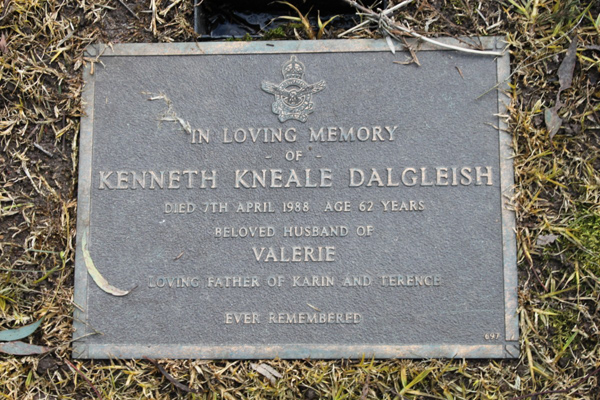 IN LOVING MEMORY
- OF -
KENNETH KNEALE DALGLEISH
DIED 7TH APRIL 1988 AGE 62 YEARS
BELOVED HUSBAND OF
VALERIE
LOVING FATHER OF KARIN AND TERENCE
EVER REMEMBERED
697